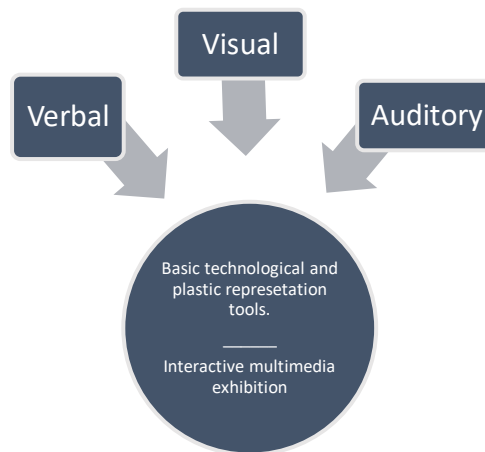 Visual
Verbal
Auditory
Basic technological and
plastic represetation
tools.
______
Interactive multimedia
exhibition